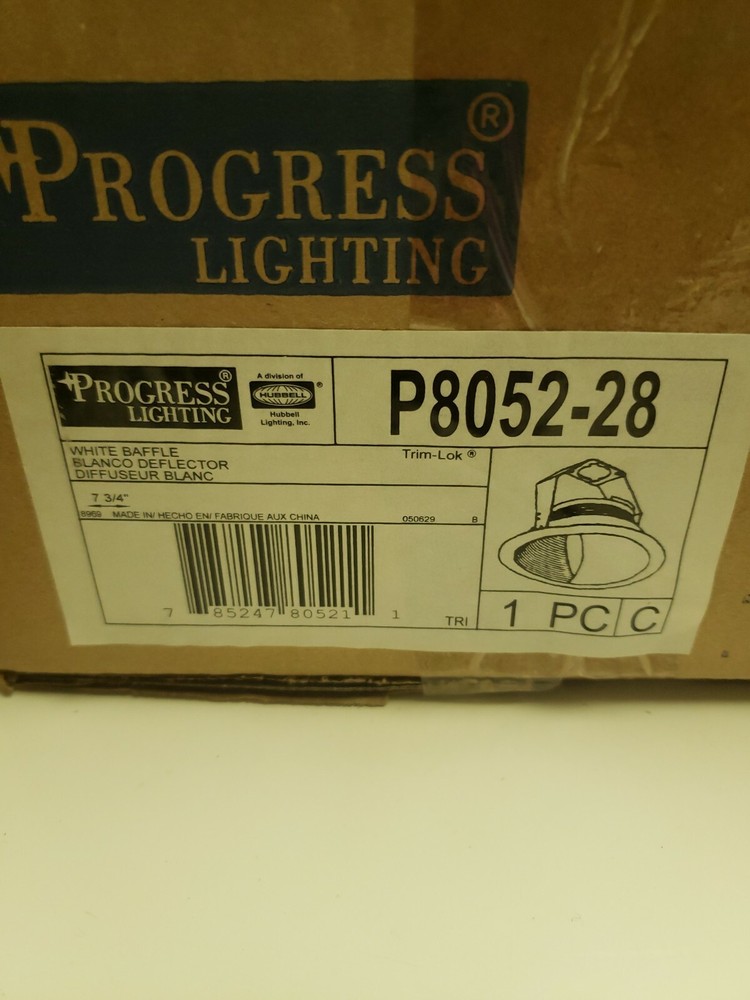 PROGRESS®
LIGHTING
PROGRESS®
LIGHTING
A division of
HUBBELL®
Hubbell
Lighting, Inc.
P8052-28
WHITE BAFFLE
BLANCO DEFLECTOR
DIFFUSEUR BLANC
Trim-Lok®
7 3/4"
8969 MADE IN/ HECHO EN/ FABRIQUE AUX CHINA 050629 B
7 85247 80521 1
TRI
1 PC C